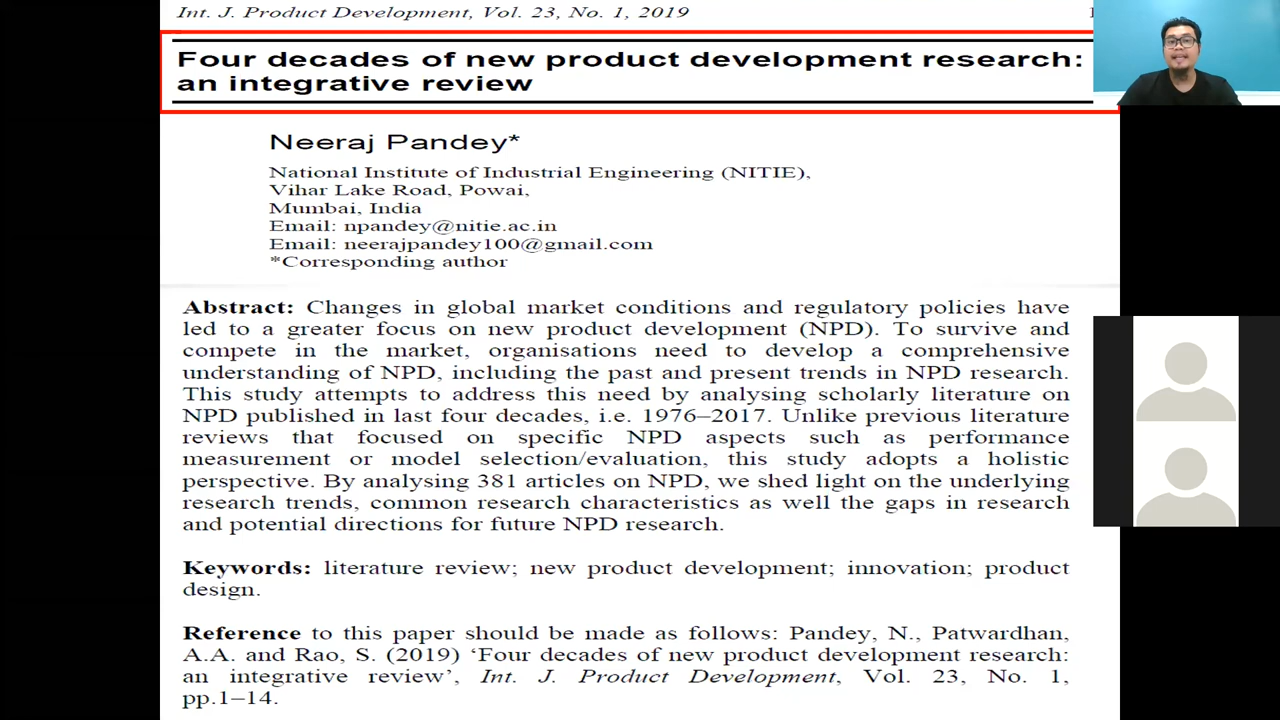 Int. J. Product Development, Vol. 23, No. 1, 2019
Four decades of new product development research:
an integrative review
Neeraj Pandey*
National Institute of Industrial Engineering (NITIE),
Vihar Lake Road, Powai,
Mumbai, India
Email: npandey@nitie.ac.in
Email: neerajpandey100@gmail.com
*Corresponding author
Abstract: Changes in global market conditions and regulatory policies have
led to a greater focus on new product development (NPD). To survive and
compete in the market, organisations need to develop a comprehensive
understanding of NPD, including the past and present trends in NPD research.
This study attempts to address this need by analysing scholarly literature on
NPD published in last four decades, i.e. 1976–2017. Unlike previous literature
reviews that focused on specific NPD aspects such as performance
measurement or model selection/evaluation, this study adopts a holistic
perspective. By analysing 381 articles on NPD, we shed light on the underlying
research trends, common research characteristics as well the gaps in research
and potential directions for future NPD research.
Keywords: literature review; new product development; innovation; product
design.
Reference to this paper should be made as follows: Pandey, N., Patwardhan,
A.A. and Rao, S. (2019) ‘Four decades of new product development research:
an integrative review’, Int. J. Product Development, Vol. 23, No. 1,
pp.1–14.